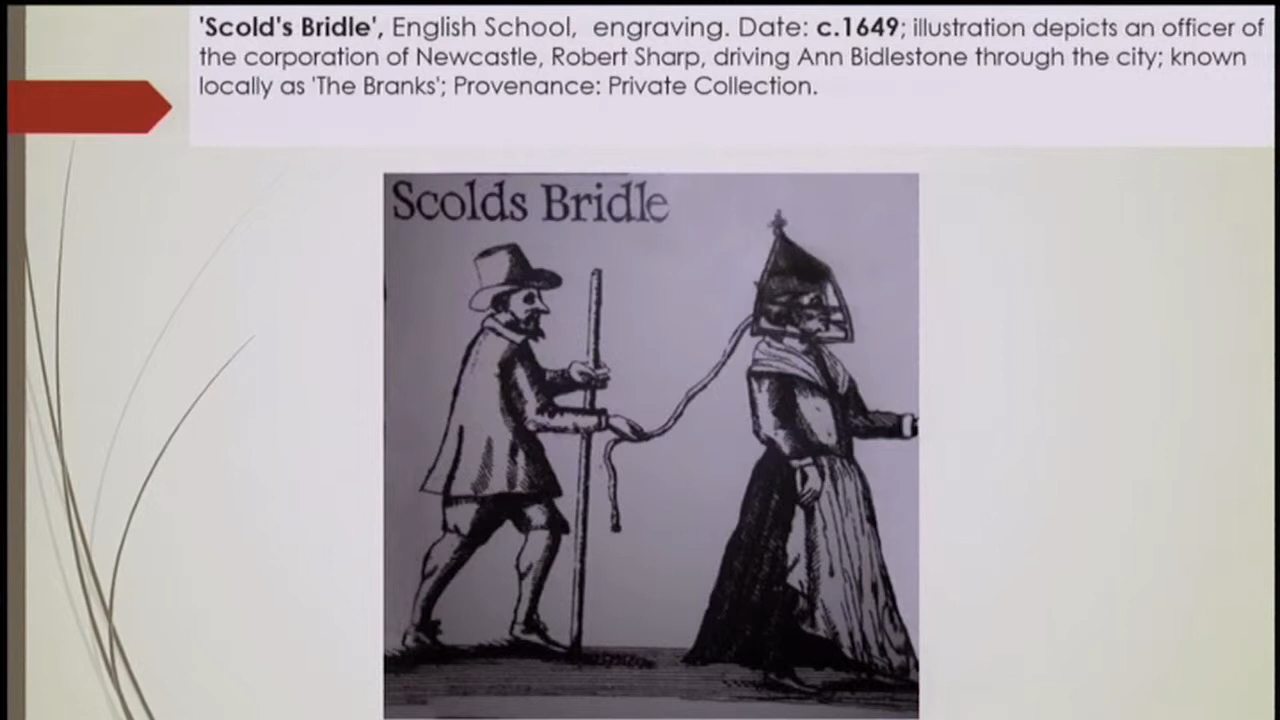 'Scold's Bridle', English School, engraving. Date: c.1649; illustration depicts an officer of
the corporation of Newcastle, Robert Sharp, driving Ann Bidlestone through the city; known
locally as 'The Branks'; Provenance: Private Collection.
Scolds Bridle